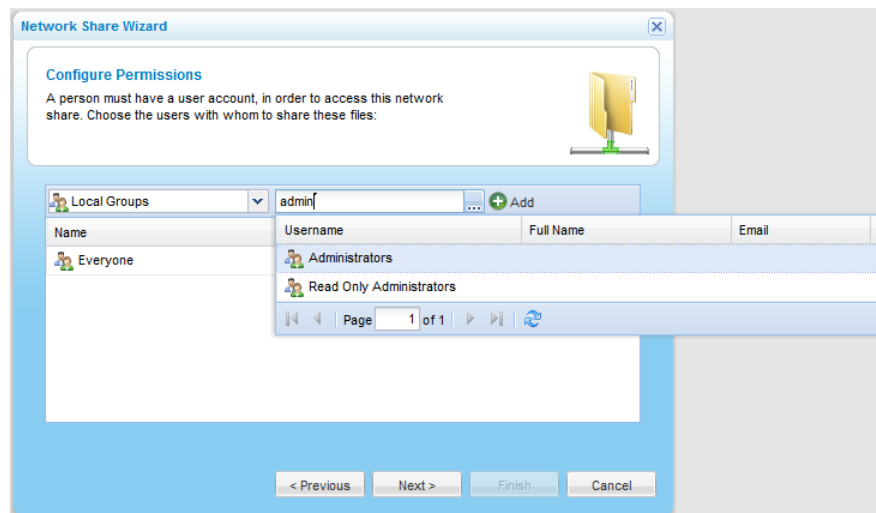 Network Share Wizard
Configure Permissions
A person must have a user account, in order to access this network
share. Choose the users with whom to share these files:
Local Groups admin ... Add
Name Username Full Name Email
Everyone Administrators
Read Only Administrators
Page 1 of 1
< Previous Next > Finish Cancel